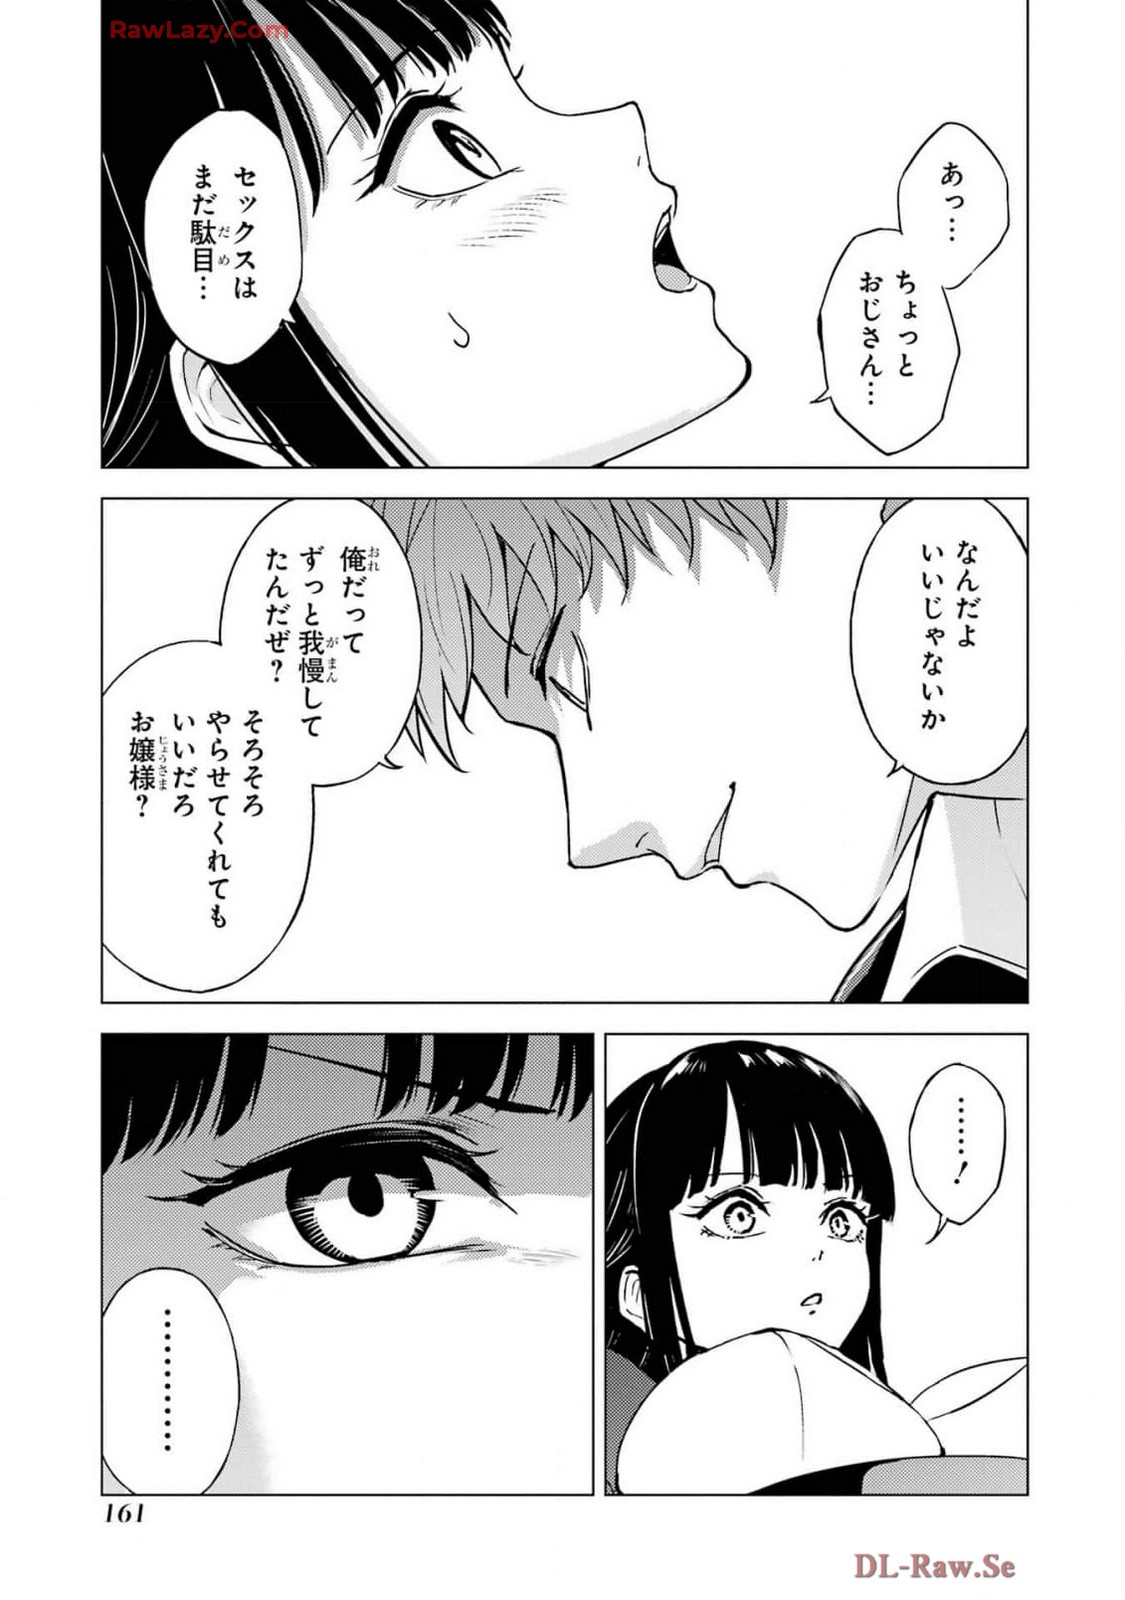 RawLazy.Com
あっ…
ちょっと
おじさん…
セックスは
まだ駄目…
なんだよ
いいじゃないか
俺だって
ずっと我慢して
たんだぜ？
そろそろ
やらせてくれても
いいだろ
お嬢様？
……！
…………
161
DL-Raw.Se